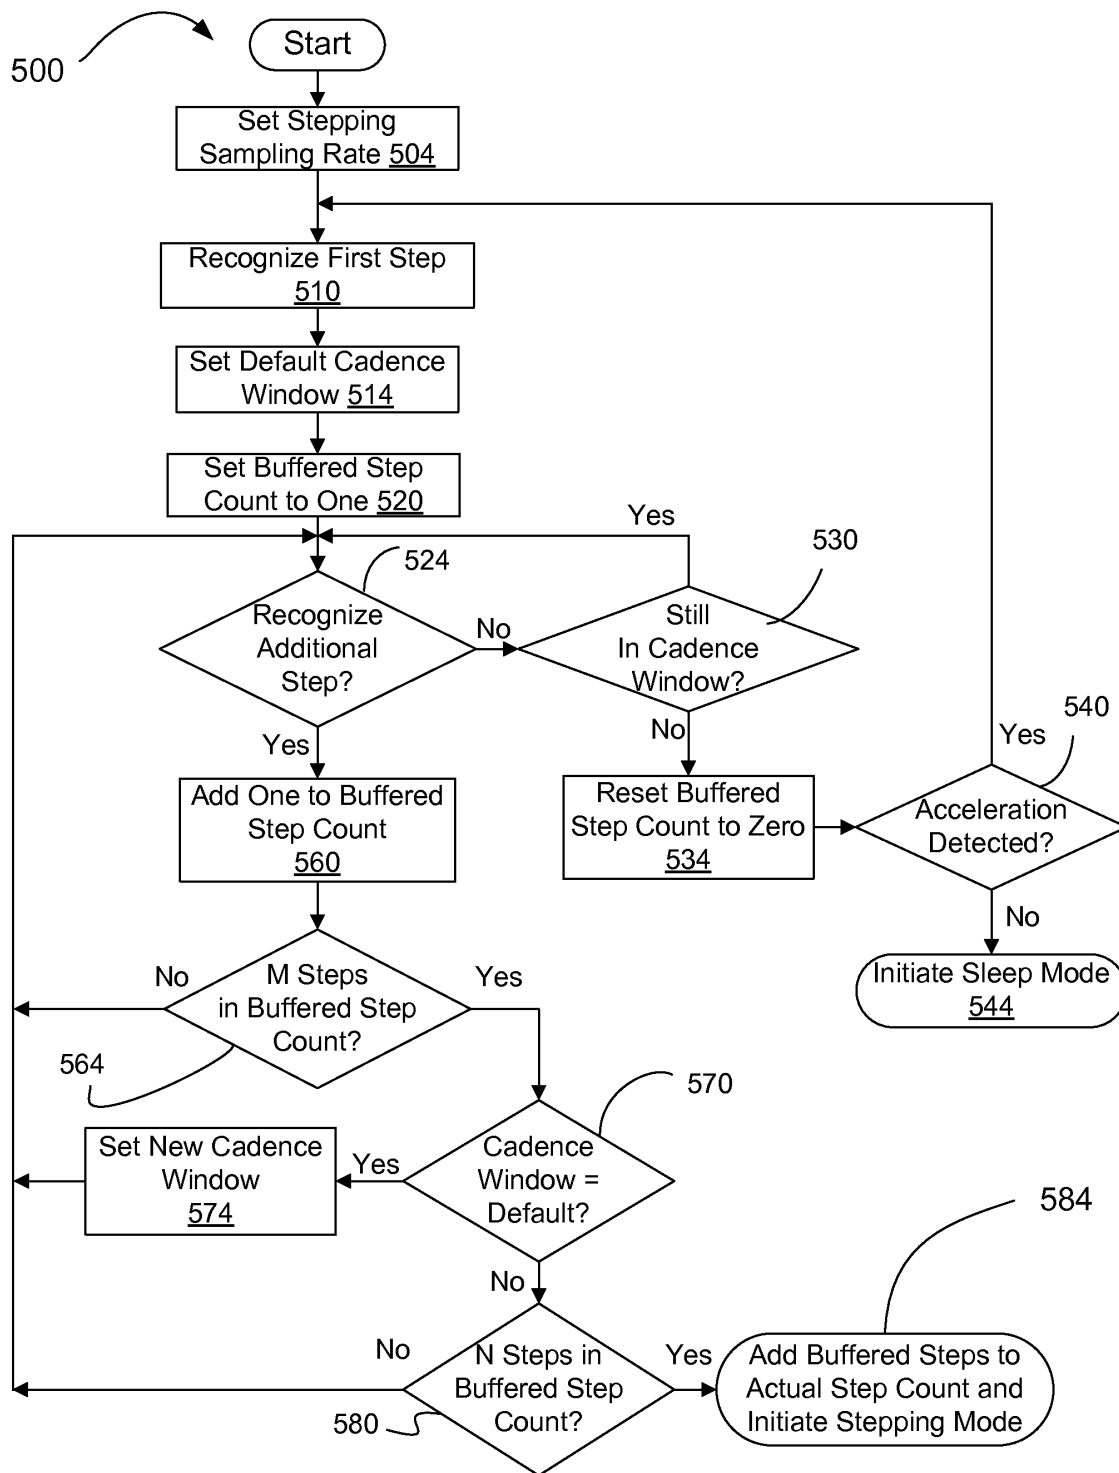 500
Start
Set Stepping
Sampling Rate 504
Recognize First Step
510
Set Default Cadence
Window 514
Set Buffered Step
Count to One 520
Yes
530
524
Recognize
Additional
Step?
No
Still
In Cadence
Window?
No
540
Yes
Yes
Add One to Buffered
Step Count
560
Reset Buffered
Step Count to Zero
534
Acceleration
Detected?
No
No
M Steps
in Buffered Step
Count?
Yes
Initiate Sleep Mode
544
564
570
Set New Cadence
Window
574
Yes
Cadence
Window =
Default?
584
No
No
N Steps in
Buffered Step
Count?
Yes
580
Add Buffered Steps to
Actual Step Count and
Initiate Stepping Mode